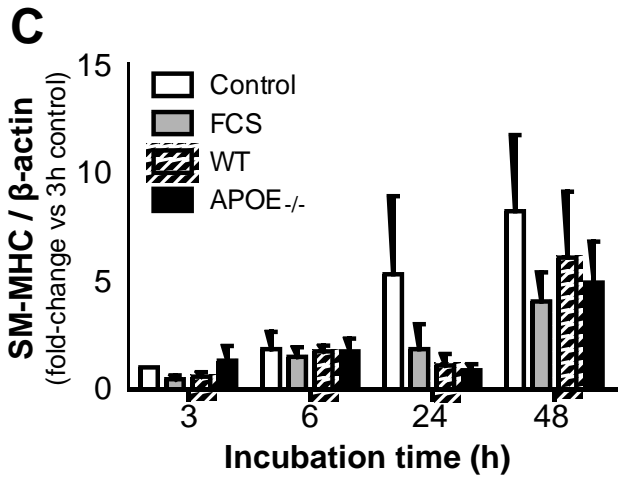 C
SM-MHC / β-actin
(fold-change vs 3h control)
15
10
5
0
Control
FCS
WT
APOE-/-
3 6 24 48
Incubation time (h)